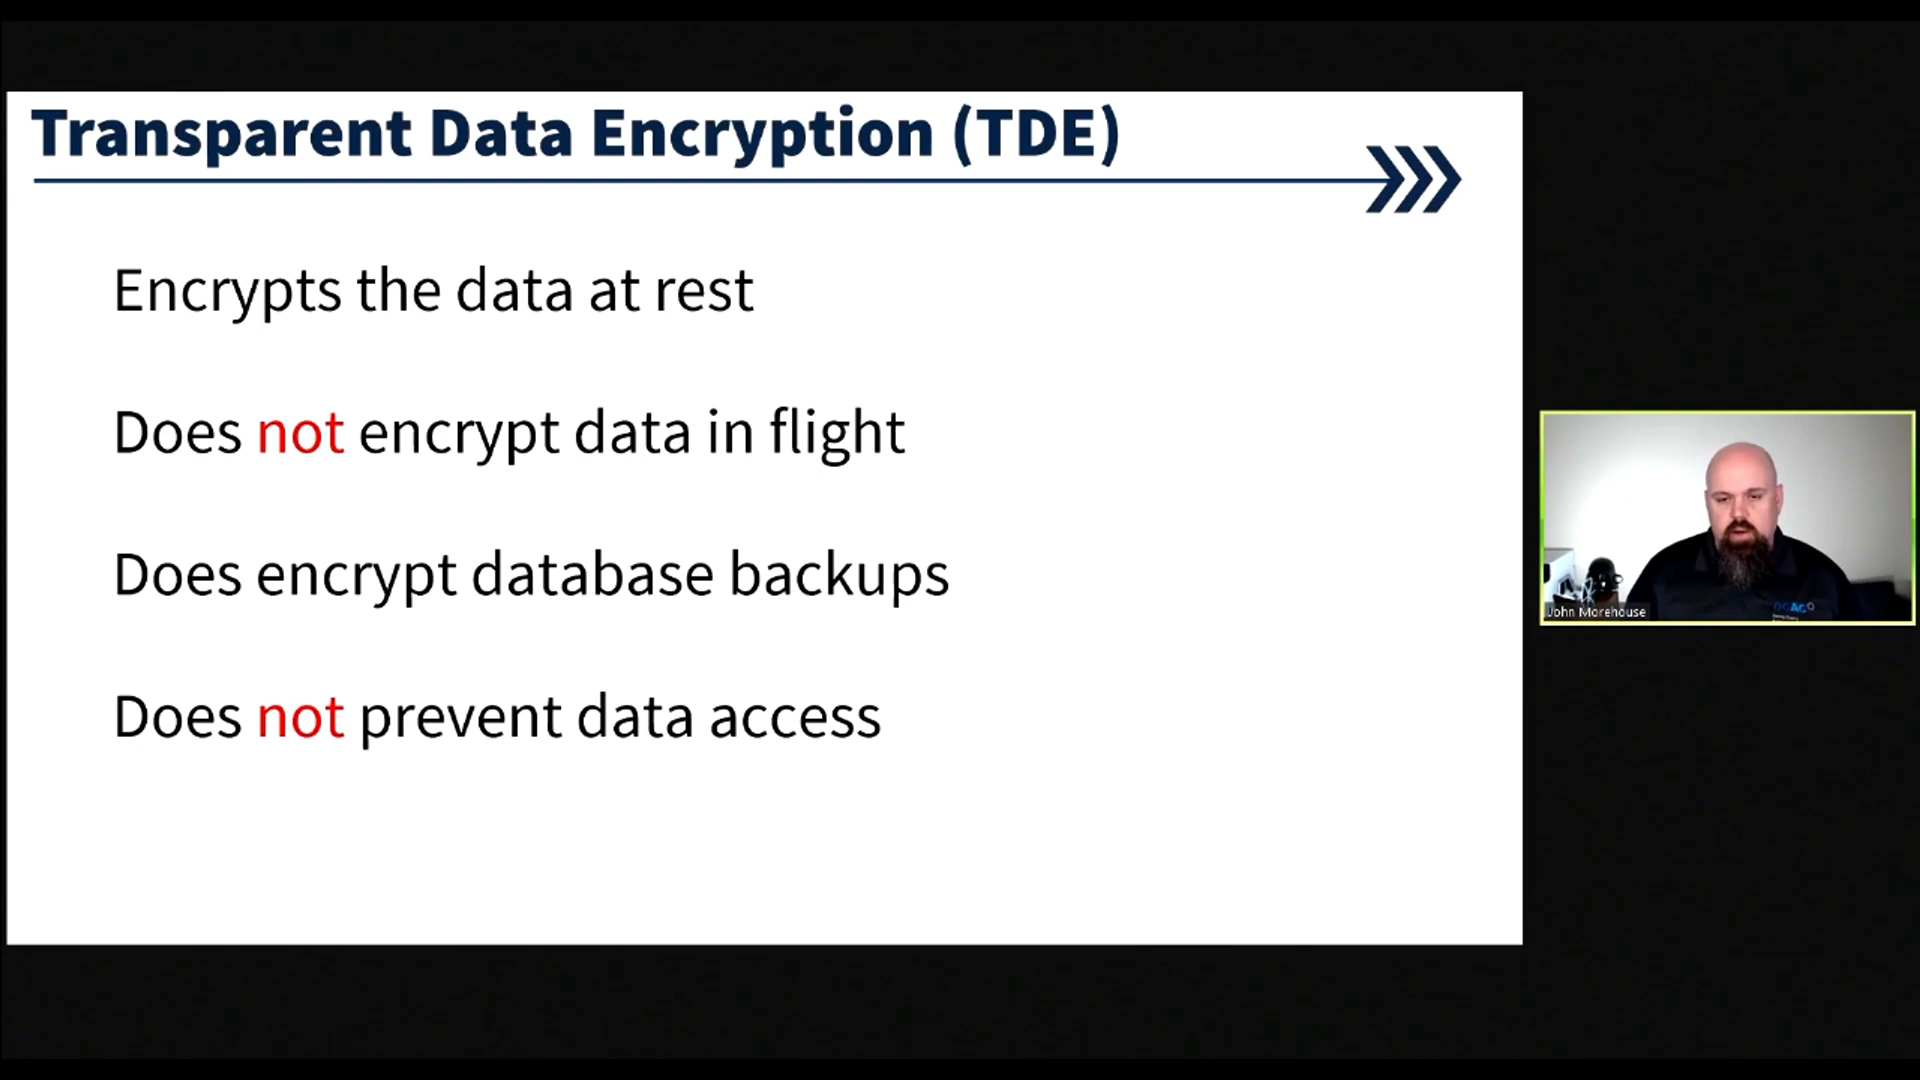 Transparent Data Encryption (TDE)
Encrypts the data at rest
Does not encrypt data in flight
Does encrypt database backups
Does not prevent data access
John Morehouse